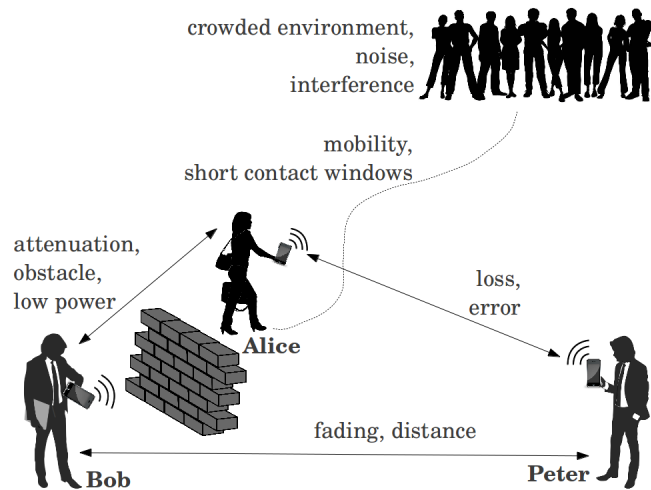 crowded environment,
noise,
interference
mobility,
short contact windows
attenuation,
obstacle,
low power
loss,
error
Alice
fading, distance
Bob
Peter